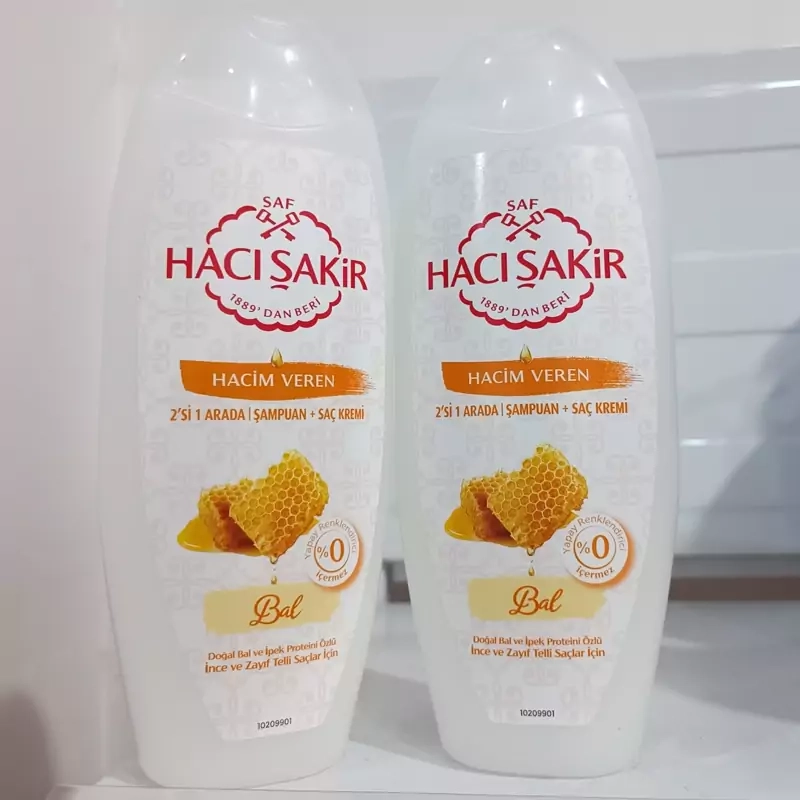 SAF
HACI ŞAKİR
1889' DAN BERİ
HACİM VEREN
2'Sİ 1 ARADA | ŞAMPUAN + SAÇ KREMİ
Yapay Renklendirici
%0
içermez
Bal
Doğal Bal ve İpek Proteini Özlü
İnce ve Zayıf Telli Saçlar İçin
10209901
SAF
HACI ŞAKİR
1889' DAN BERİ
HACİM VEREN
2'Sİ 1 ARADA | ŞAMPUAN + SAÇ KREMİ
Yapay Renklendirici
%0
içermez
Bal
Doğal Bal ve İpek Proteini Özlü
İnce ve Zayıf Telli Saçlar İçin
10209901